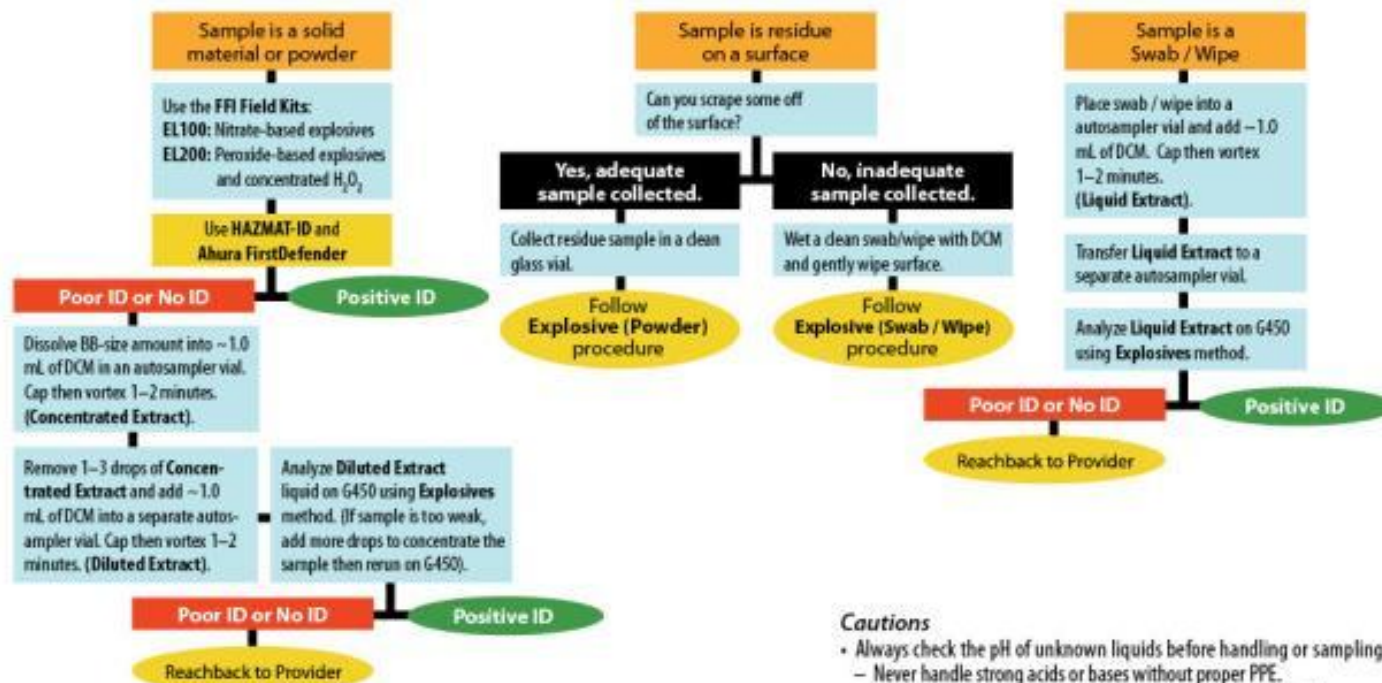 Sample is a solid
material or powder
Use the FFI Field Kits:
EL100: Nitrate-based explosives
EL200: Peroxide-based explosives
and concentrated H₂O₂
Use HAZMAT-ID and
Ahura FirstDefender
Poor ID or No ID
Positive ID
Dissolve BB-size amount into ~1.0
mL of DCM in an autosampler vial.
Cap then vortex 1–2 minutes.
(Concentrated Extract).
Remove 1–3 drops of Concen-
trated Extract and add ~1.0
mL of DCM into a separate autos-
ampler vial. Cap then vortex 1–2
minutes. (Diluted Extract).
Analyze Diluted Extract
liquid on G450 using Explosives
method. (If sample is too weak,
add more drops to concentrate the
sample then rerun on G450).
Poor ID or No ID
Positive ID
Reachback to Provider
Sample is residue
on a surface
Can you scrape some off
of the surface?
Yes, adequate
sample collected.
No, inadequate
sample collected.
Collect residue sample in a clean
glass vial.
Wet a clean swab/wipe with DCM
and gently wipe surface.
Follow
Explosive (Powder)
procedure
Follow
Explosive (Swab / Wipe)
procedure
Sample is a
Swab / Wipe
Place swab / wipe into a
autosampler vial and add ~1.0
mL of DCM. Cap then vortex
1–2 minutes.
(Liquid Extract).
Transfer Liquid Extract to a
separate autosampler vial.
Analyze Liquid Extract on G450
using Explosives method.
Poor ID or No ID
Positive ID
Reachback to Provider
Cautions
• Always check the pH of unknown liquids before handling or sampling
– Never handle strong acids or bases without proper PPE.